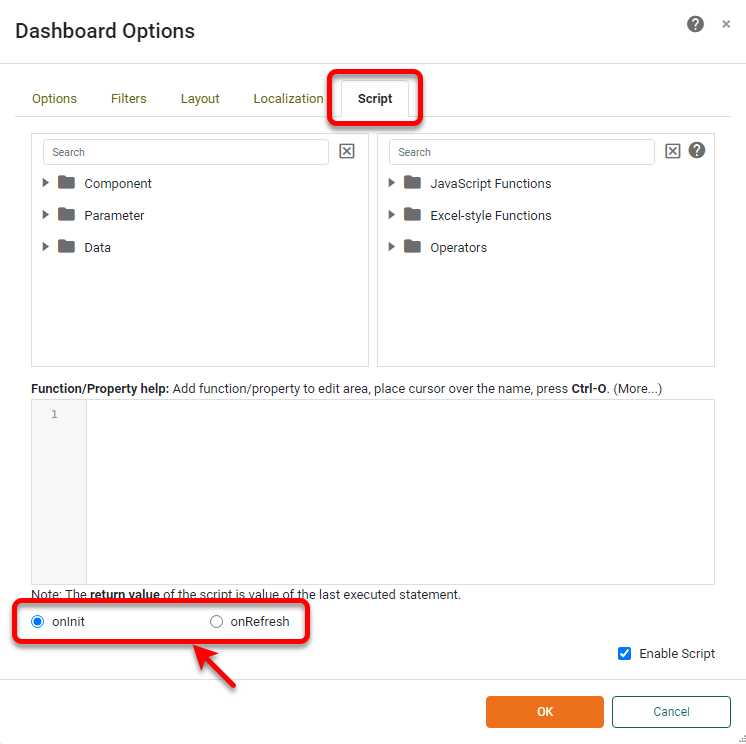 Dashboard Options
Options Filters Layout Localization Script
Search Search
Component JavaScript Functions
Parameter Excel-style Functions
Data Operators
Function/Property help: Add function/property to edit area, place cursor over the name, press Ctrl-O. (More...)
1
Note: The return value of the script is value of the last executed statement.
onInit onRefresh
Enable Script
OK Cancel